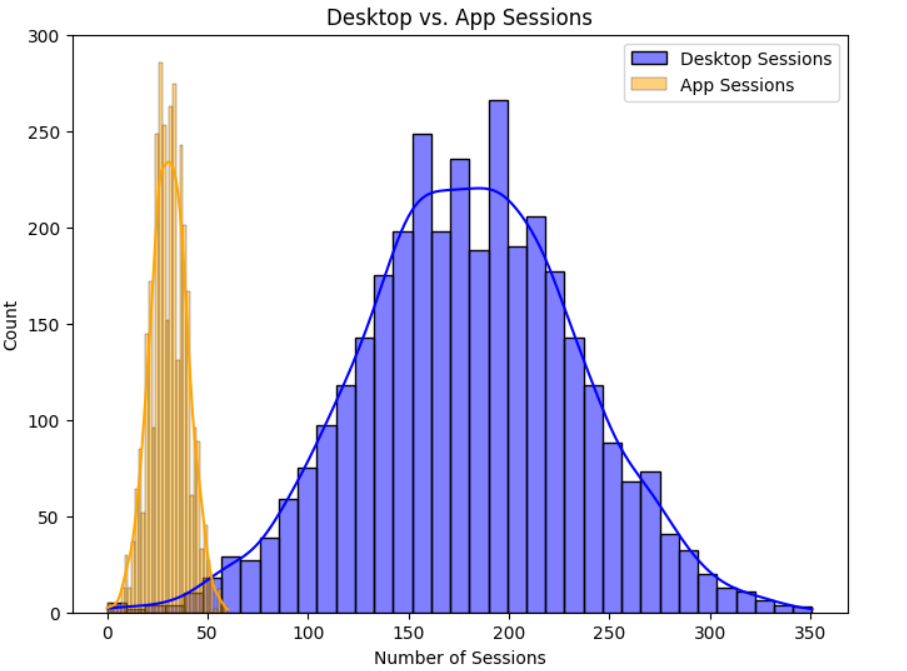 Desktop vs. App Sessions
Desktop Sessions
App Sessions
300
250
200
150
100
50
0
Count
0 50 100 150 200 250 300 350
Number of Sessions